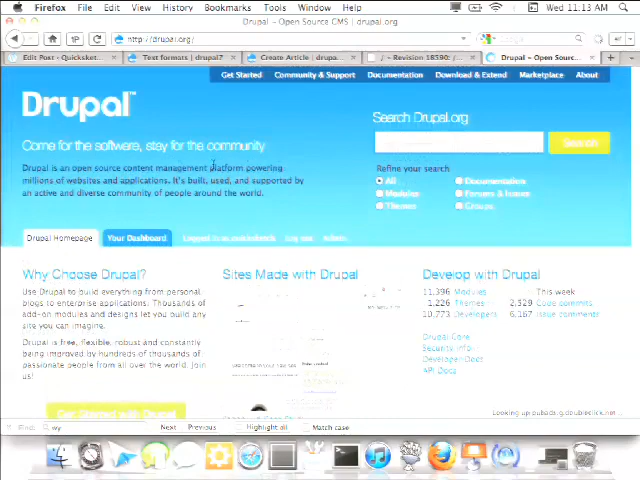 Firefox File Edit View History Bookmarks Tools Window Help Wed 11:13 AM
Drupal – Open Source CMS | drupal.org
http://drupal.org/
Edit Post ‹ Quicksket
Text formats | drupal7
Create Article | drupa...
/ - Revision 18590: /...
Drupal – Open Sourc...
Get Started Community & Support Documentation Download & Extend Marketplace About
Drupal™
Come for the software, stay for the community
Drupal is an open source content management platform powering
millions of websites and applications. It's built, used, and supported by
an active and diverse community of people around the world.
Search Drupal.org
Search
Refine your search
All Documentation
Modules Forums & Issues
Themes Groups
Drupal Homepage Your Dashboard Logged in as Log out
Why Choose Drupal?
Use Drupal to build everything from personal
blogs to enterprise applications. Thousands of
add-on modules and designs let you build any
site you can imagine.
Drupal is free, flexible, robust and constantly
being improved by hundreds of thousands of
passionate people from all over the world. Join
us!
Get Started with Drupal
Sites Made with Drupal
Develop with Drupal
11,396 Modules This week
1,226 Themes 2,529 Code commits
10,773 Developers 6,167 Issue comments
Drupal Core
Security Info
Developer Docs
API Docs
Looking up pubads.g.doubleclick.net...
Find: wy Next Previous Highlight all Match case